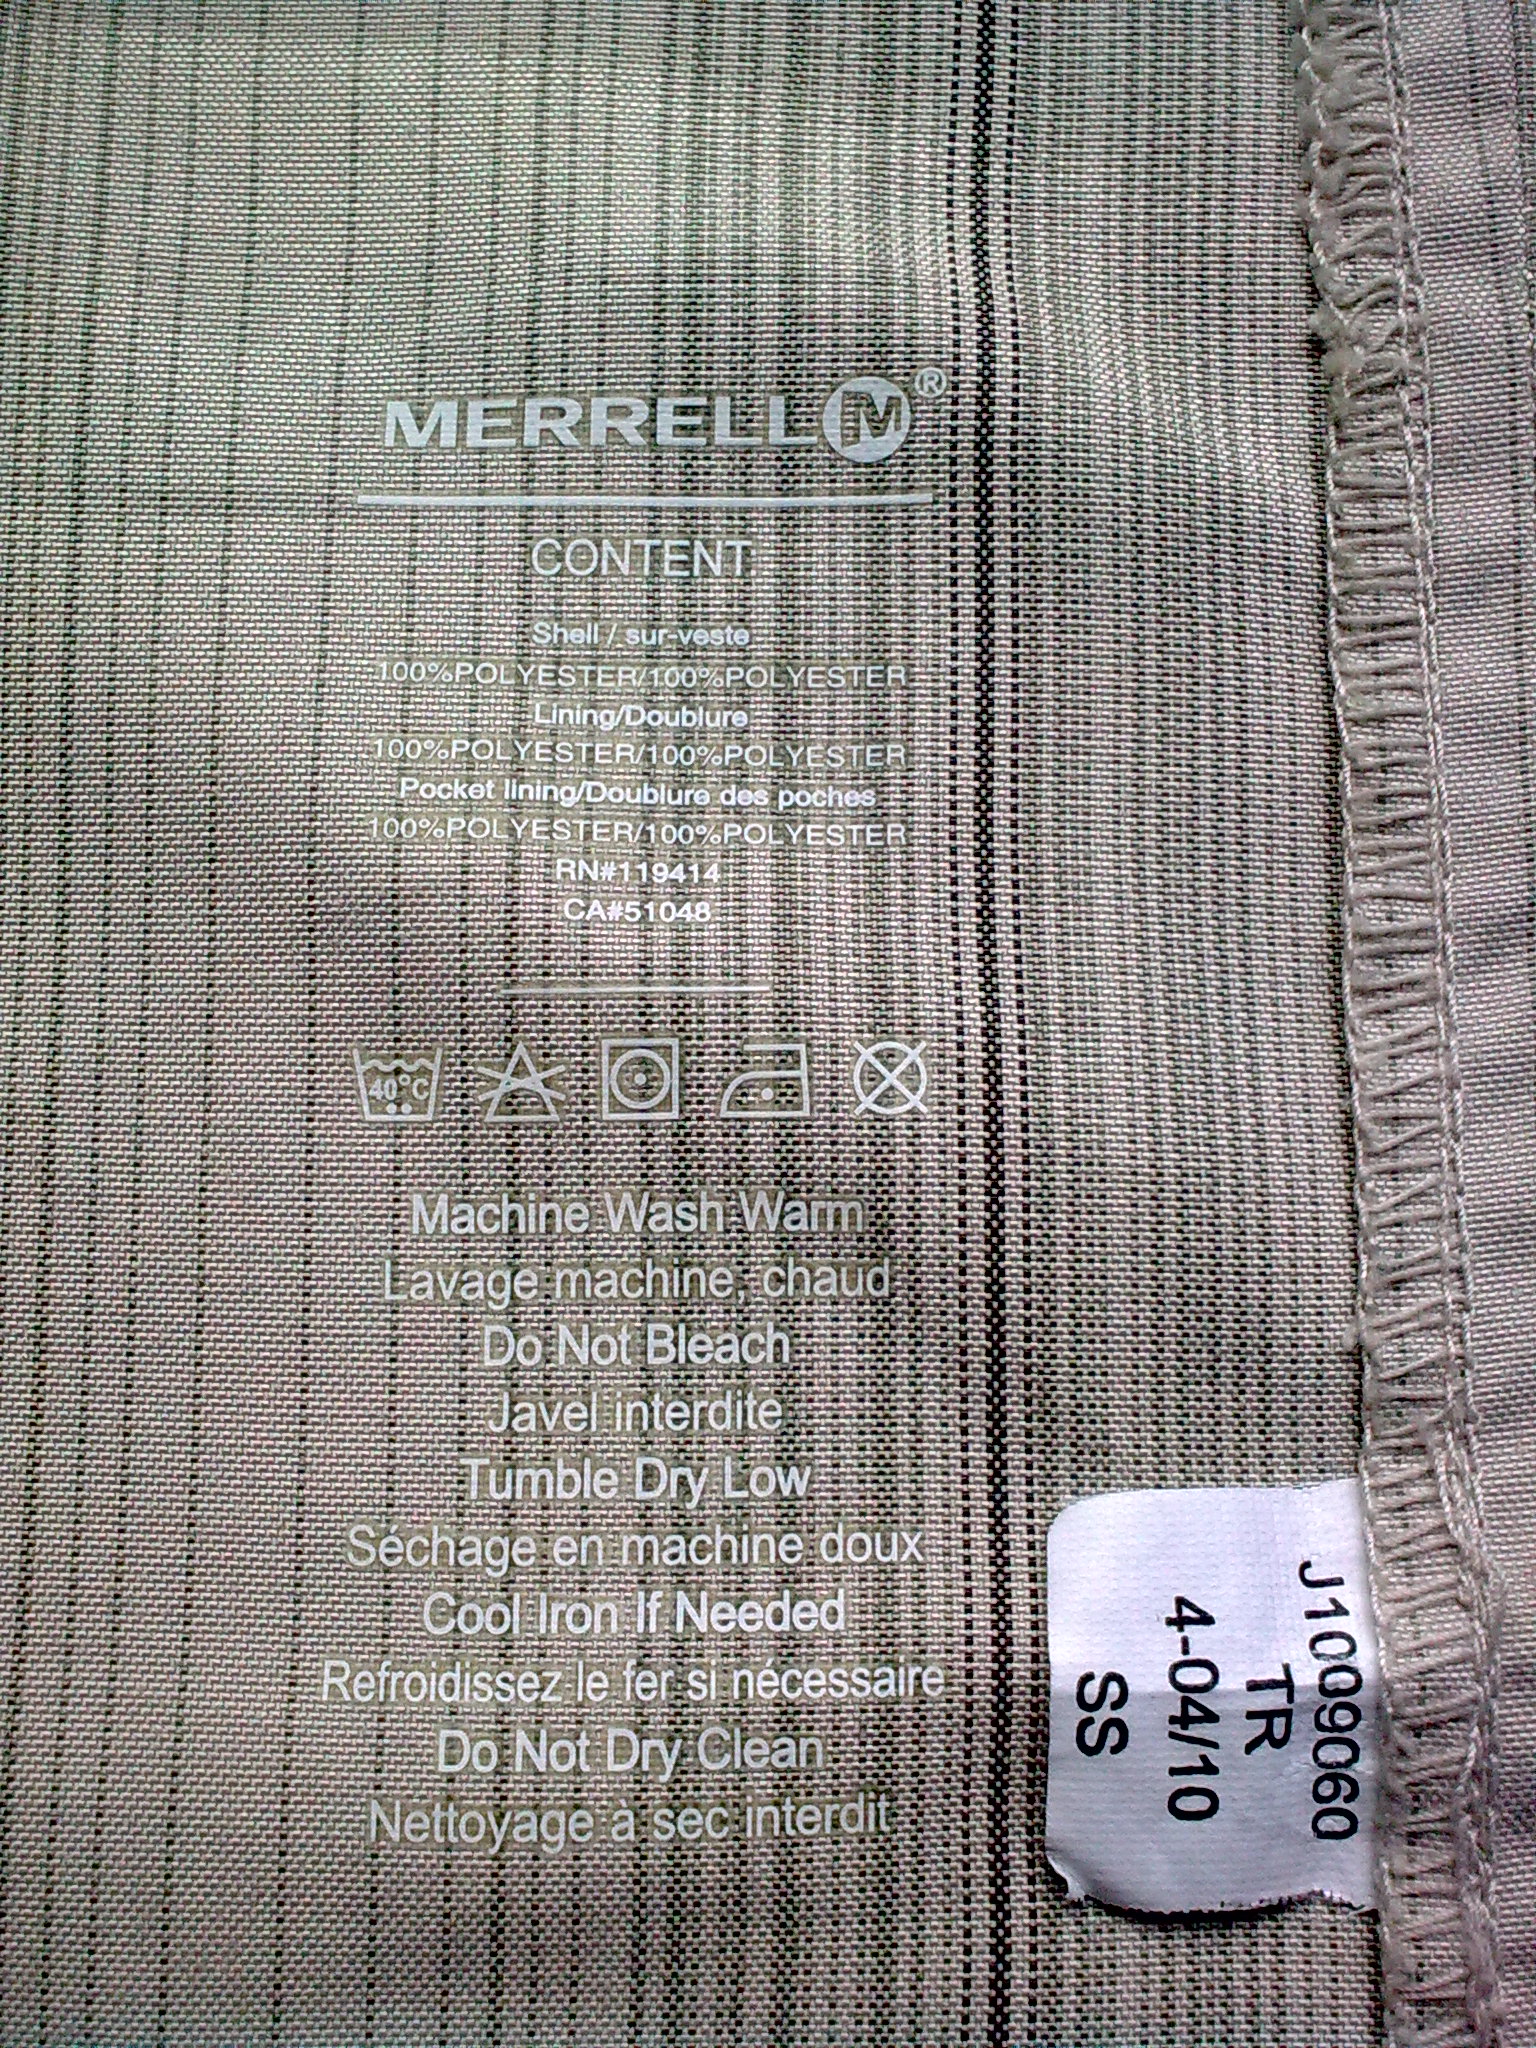 MERRELL M ®
CONTENT
Shell / sur-veste
100%POLYESTER/100%POLYESTER
Lining/Doublure
100%POLYESTER/100%POLYESTER
Pocket lining/Doublure des poches
100%POLYESTER/100%POLYESTER
RN#119414
CA#51048
40°C
Machine Wash Warm
Lavage machine, chaud
Do Not Bleach
Javel interdite
Tumble Dry Low
Séchage en machine doux
Cool Iron If Needed
Refroidissez le fer si nécessaire
Do Not Dry Clean
Nettoyage à sec interdit
J1009060
TR
4-04/10
SS